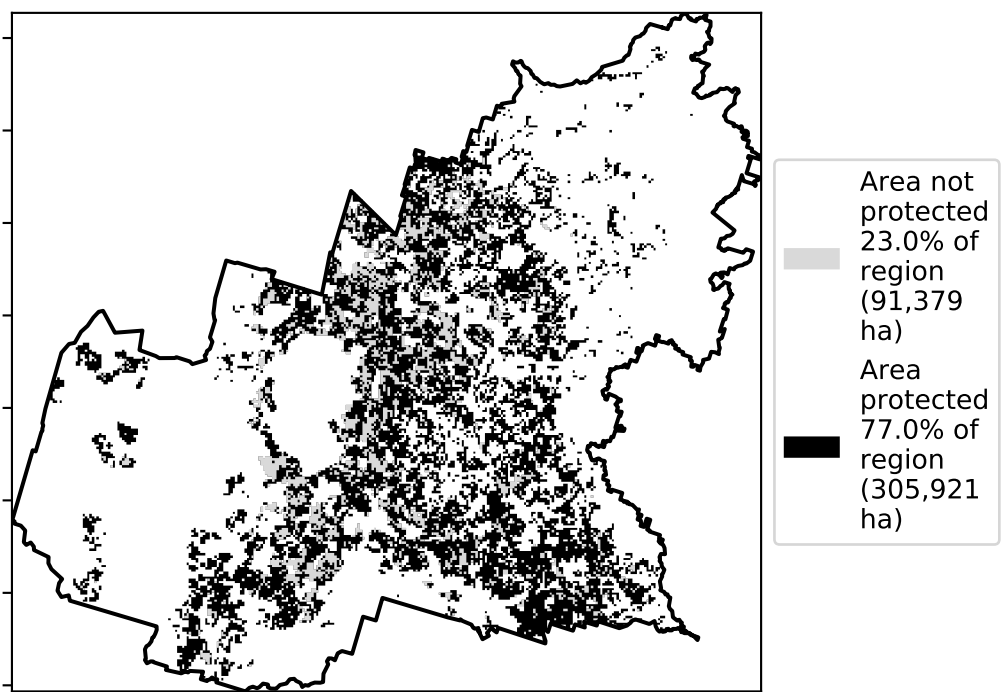 Area not
protected
23.0% of
region
(91,379
ha)
Area
protected
77.0% of
region
(305,921
ha)